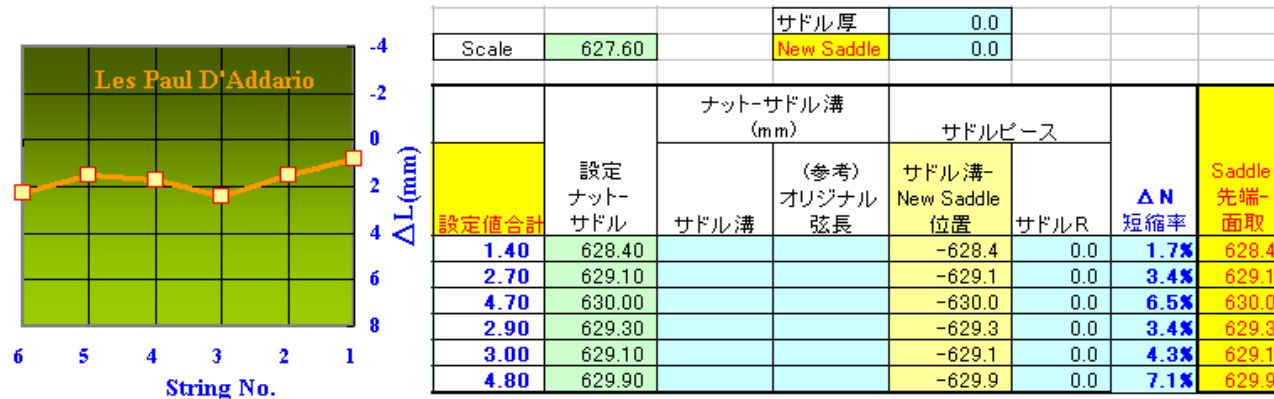 Les Paul D'Addario
-4
-2
0
2
4
6
8
ΔL(mm)
6 5 4 3 2 1
String No.
サドル厚 0.0
Scale 627.60 New Saddle 0.0
ナットーサドル溝
(mm)
サドルピース
設定値合計
設定
ナットー
サドル
サドル溝
(参考)
オリジナル
弦長
サドル溝-
New Saddle
位置
サドルR
ΔN
短縮率
Saddle
先端-
面取
1.40 628.40 -628.4 0.0 1.7% 628.4
2.70 629.10 -629.1 0.0 3.4% 629.1
4.70 630.00 -630.0 0.0 6.5% 630.0
2.90 629.30 -629.3 0.0 3.4% 629.3
3.00 629.10 -629.1 0.0 4.3% 629.1
4.80 629.90 -629.9 0.0 7.1% 629.9